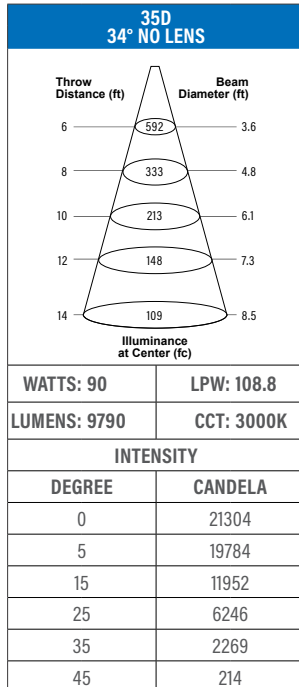 35D
34° NO LENS
Throw Beam
Distance (ft) Diameter (ft)
6 592 3.6
8 333 4.8
10 213 6.1
12 148 7.3
14 109 8.5
Illuminance
at Center (fc)
WATTS: 90 LPW: 108.8
LUMENS: 9790 CCT: 3000K
INTENSITY
DEGREE CANDELA
0 21304
5 19784
15 11952
25 6246
35 2269
45 214